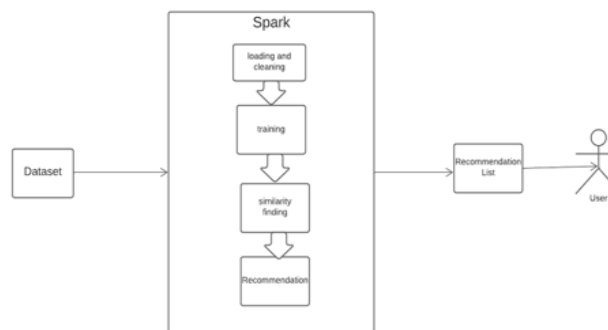 Spark
loading and
cleaning
training
similarity
finding
Recommendation
Dataset
Recommendation
List
User